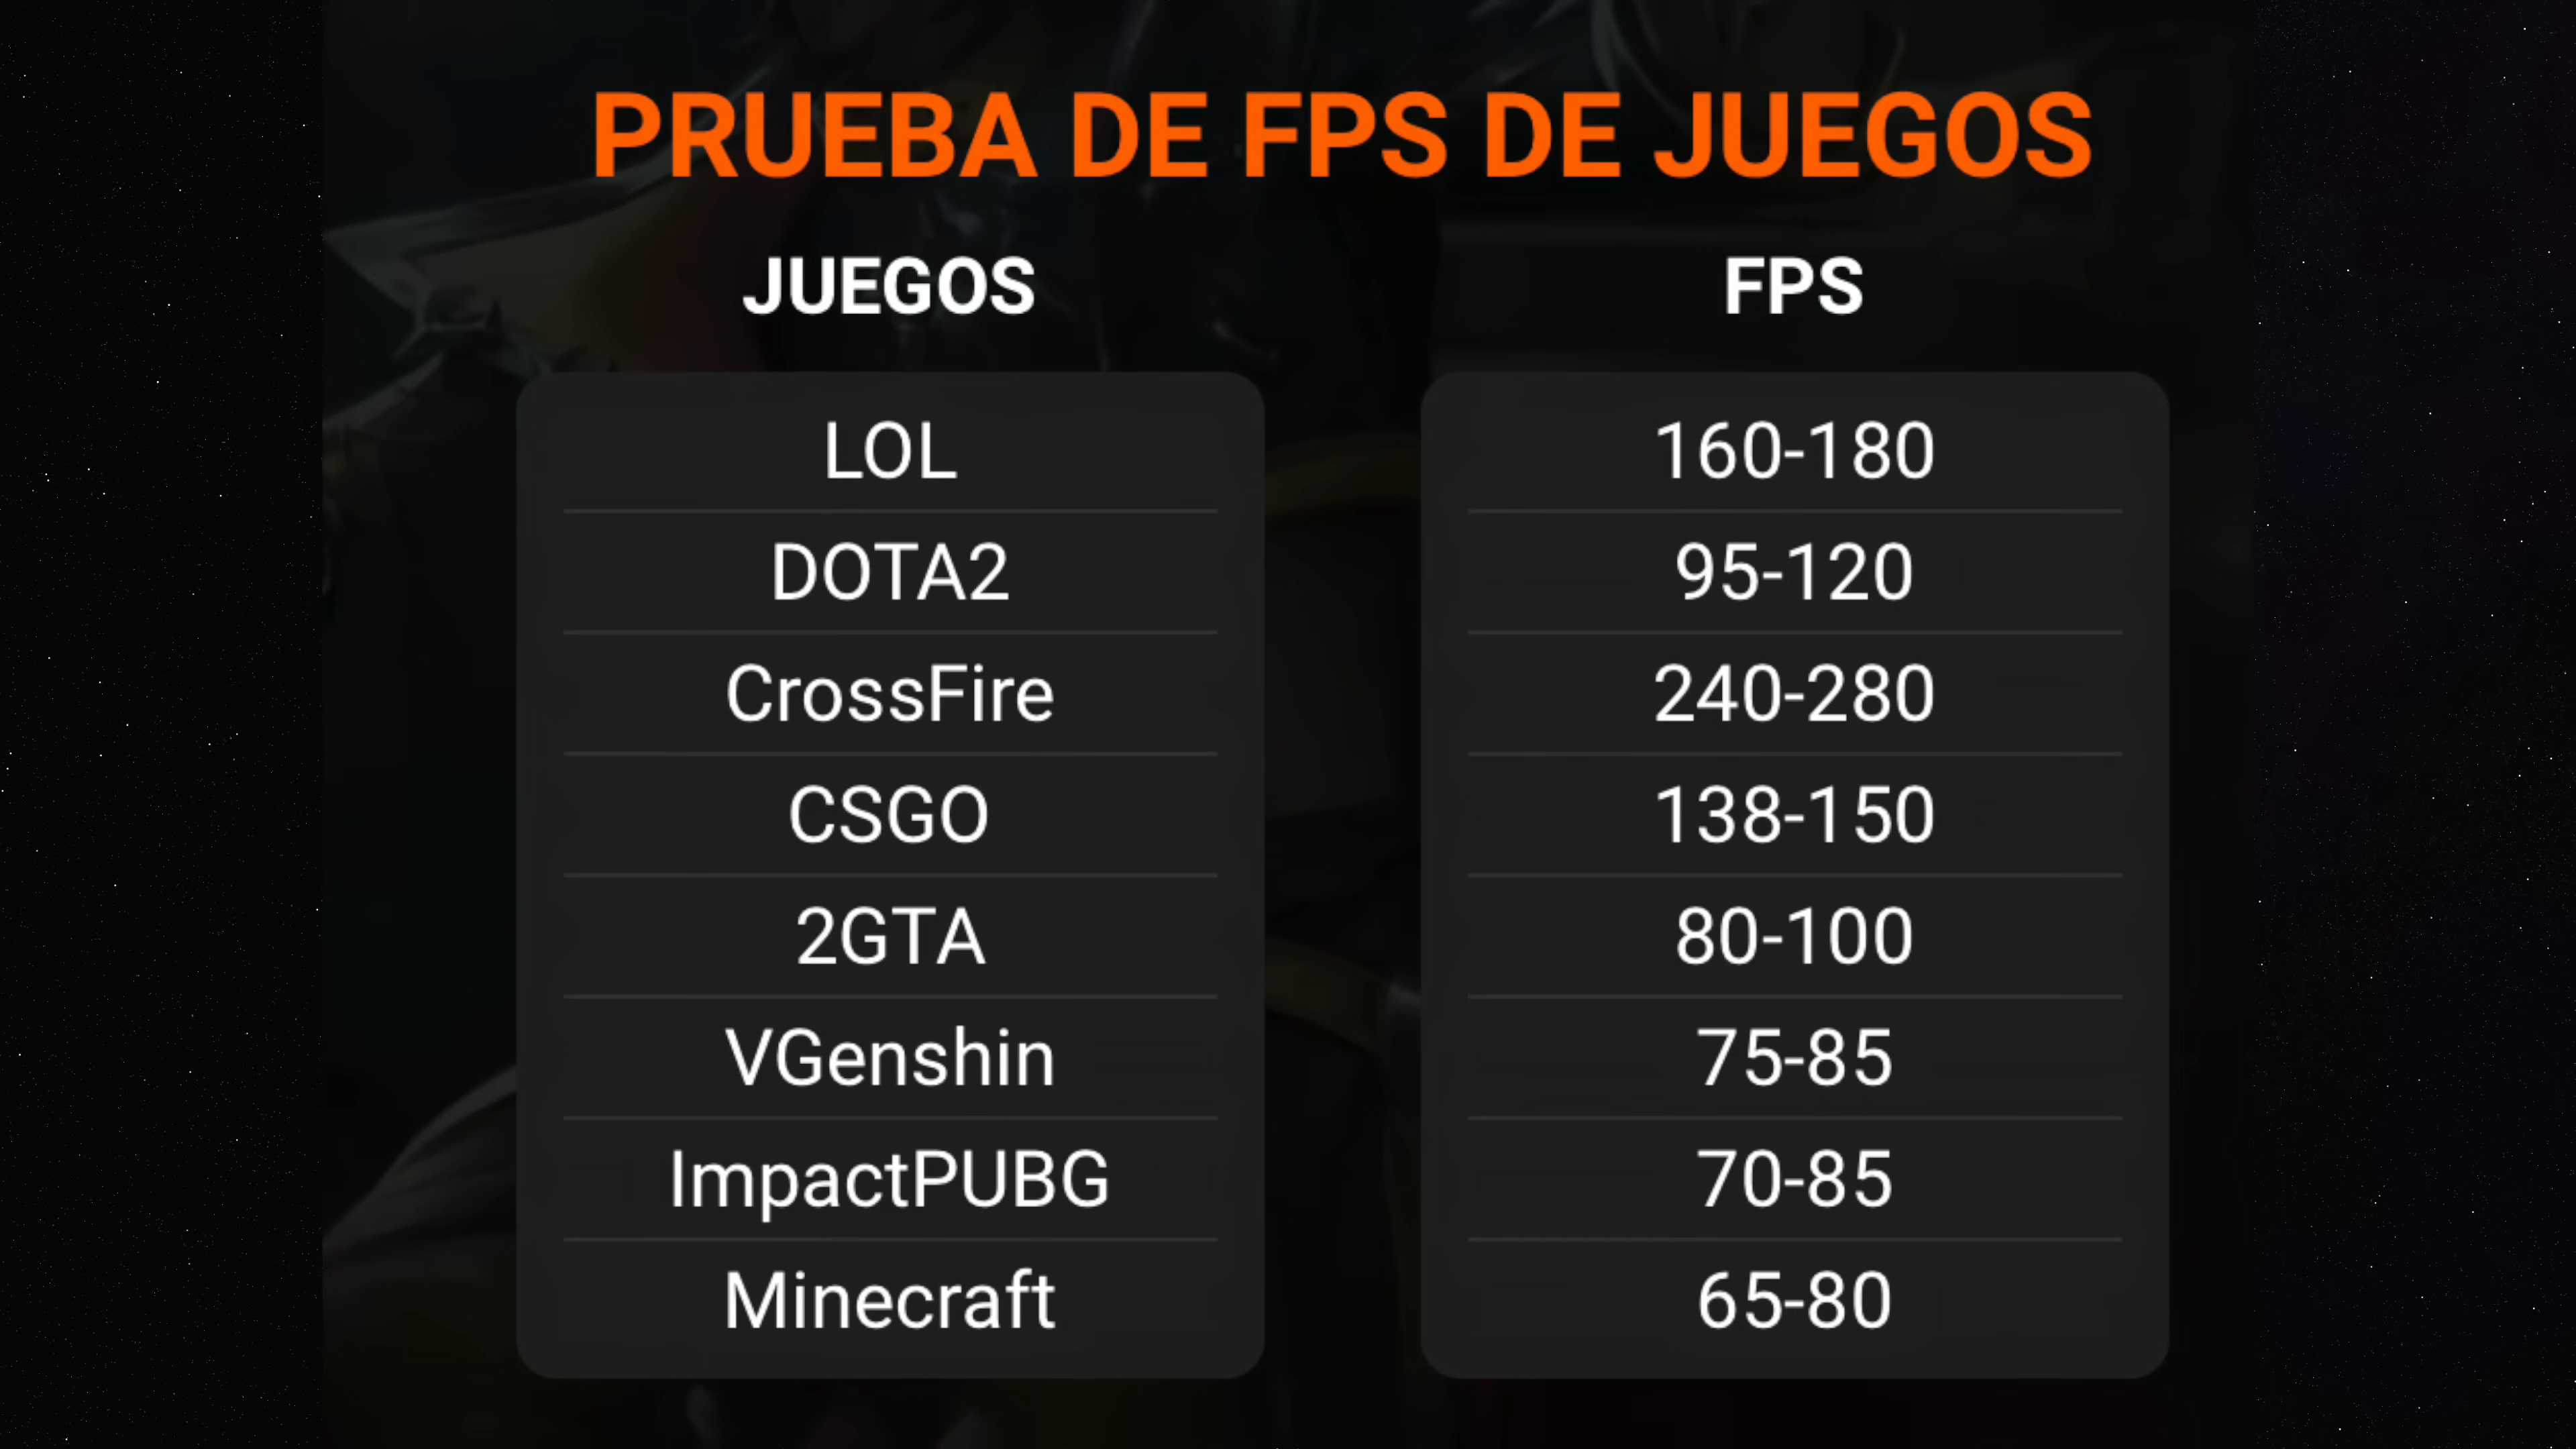 PRUEBA DE FPS DE JUEGOS
JUEGOS FPS
LOL 160-180
DOTA2 95-120
CrossFire 240-280
CSGO 138-150
2GTA 80-100
VGenshin 75-85
ImpactPUBG 70-85
Minecraft 65-80